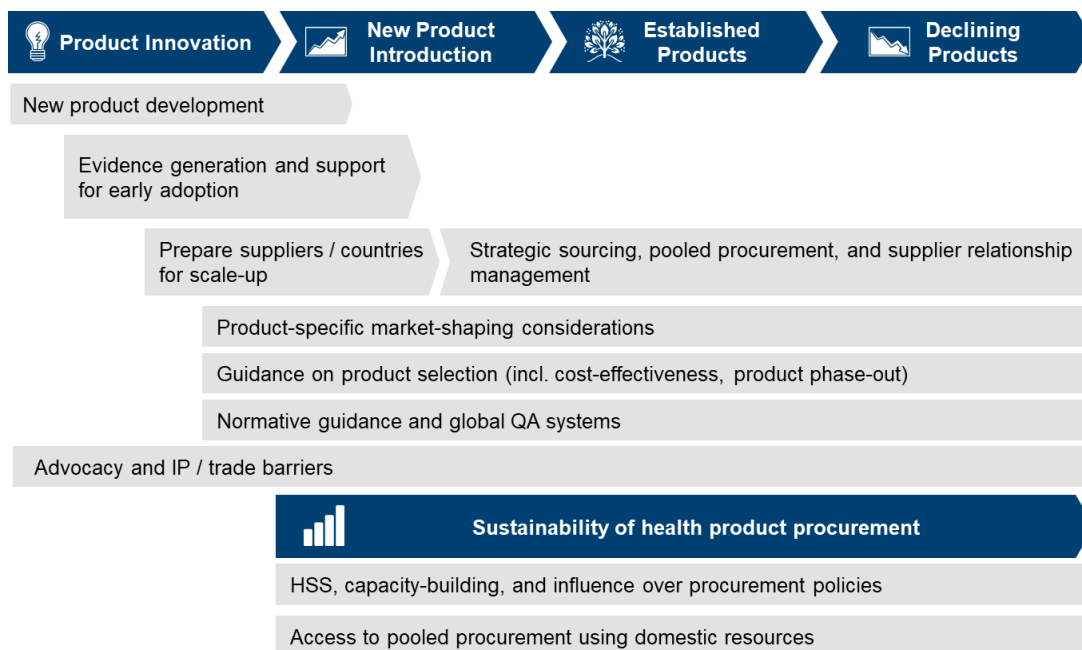 Product Innovation
New Product
Introduction
Established
Products
Declining
Products
New product development
Evidence generation and support
for early adoption
Prepare suppliers / countries
for scale-up
Strategic sourcing, pooled procurement, and supplier relationship
management
Product-specific market-shaping considerations
Guidance on product selection (incl. cost-effectiveness, product phase-out)
Normative guidance and global QA systems
Advocacy and IP / trade barriers
Sustainability of health product procurement
HSS, capacity-building, and influence over procurement policies
Access to pooled procurement using domestic resources